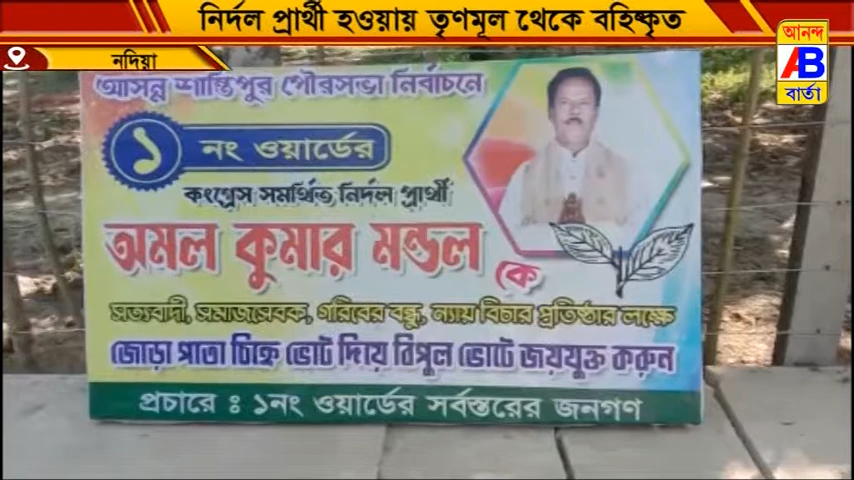 নির্দল প্রার্থী হওয়ায় তৃণমূল থেকে বহিষ্কৃত
নদিয়া
আনন্দ
AB
বার্তা
আসন্ন শান্তিপুর পৌরসভা নির্বাচনে
১ নং ওয়ার্ডের
কংগ্রেস সমর্থিত নির্দল প্রার্থী
অমল কুমার মন্ডল কে
সত্যবাদী, সমাজসেবক, গরিবের বন্ধু, ন্যায় বিচার প্রতিষ্ঠার লক্ষে
জোড়া পাতা চিহ্নে ভোট দিয়ে বিপুল ভোটে জয়যুক্ত করুন
প্রচারে : ১নং ওয়ার্ডের সর্বস্তরের জনগণ